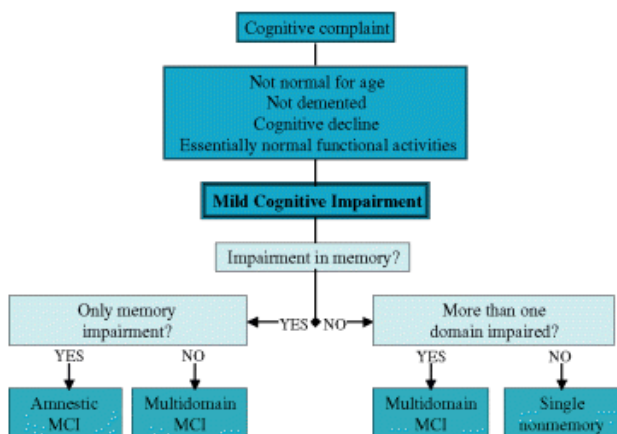 Cognitive complaint
Not normal for age
Not demented
Cognitive decline
Essentially normal functional activities
Mild Cognitive Impairment
Impairment in memory?
Only memory
impairment?
YES NO
More than one
domain impaired?
YES
NO
YES
NO
Amnestic
MCI
Multidomain
MCI
Multidomain
MCI
Single
nonmemory